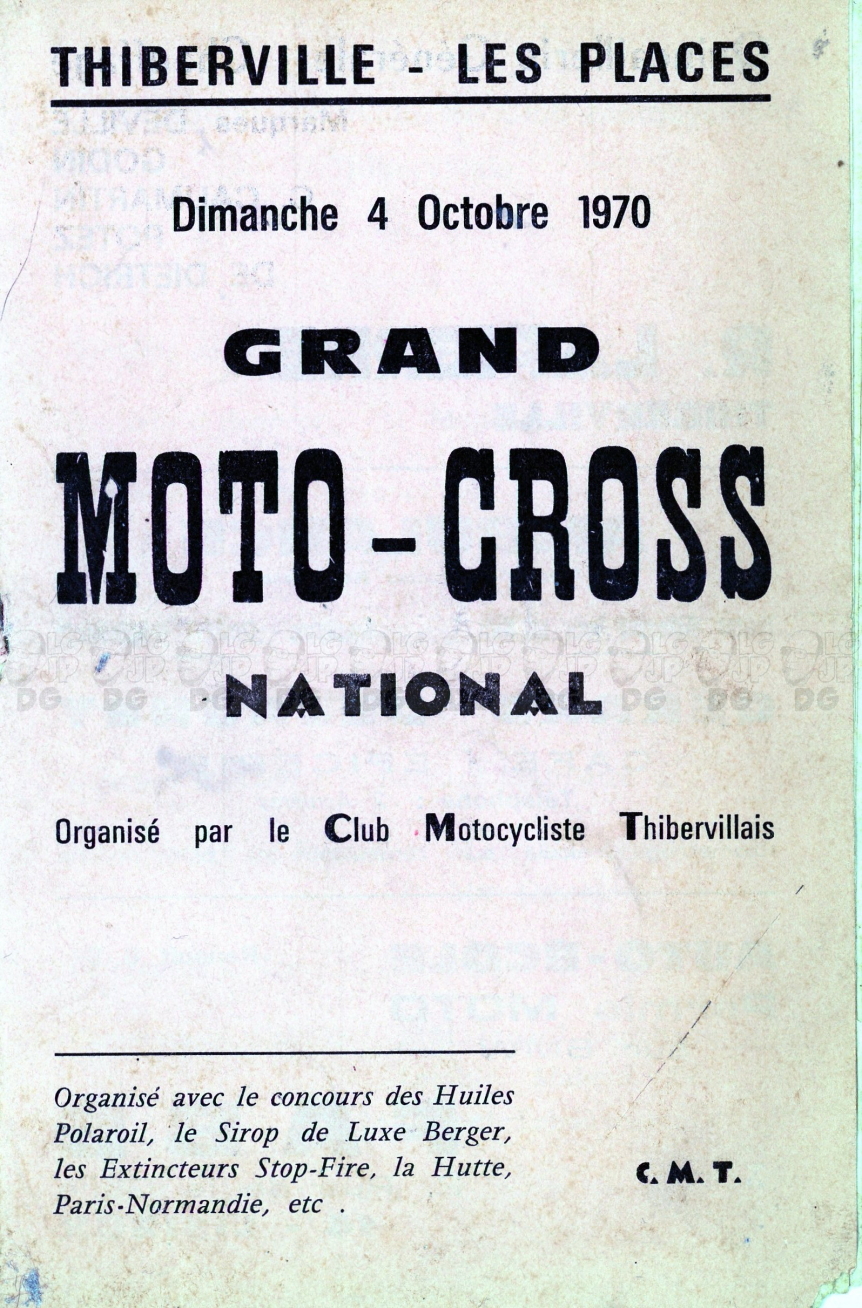 THIBERVILLE - LES PLACES
Dimanche 4 Octobre 1970
GRAND
MOTO-CROSS
NATIONAL
Organisé par le Club Motocycliste Thibervillais
Organisé avec le concours des Huiles
Polaroil, le Sirop de Luxe Berger,
les Extincteurs Stop-Fire, la Hutte,
Paris-Normandie, etc .
C. M. T.